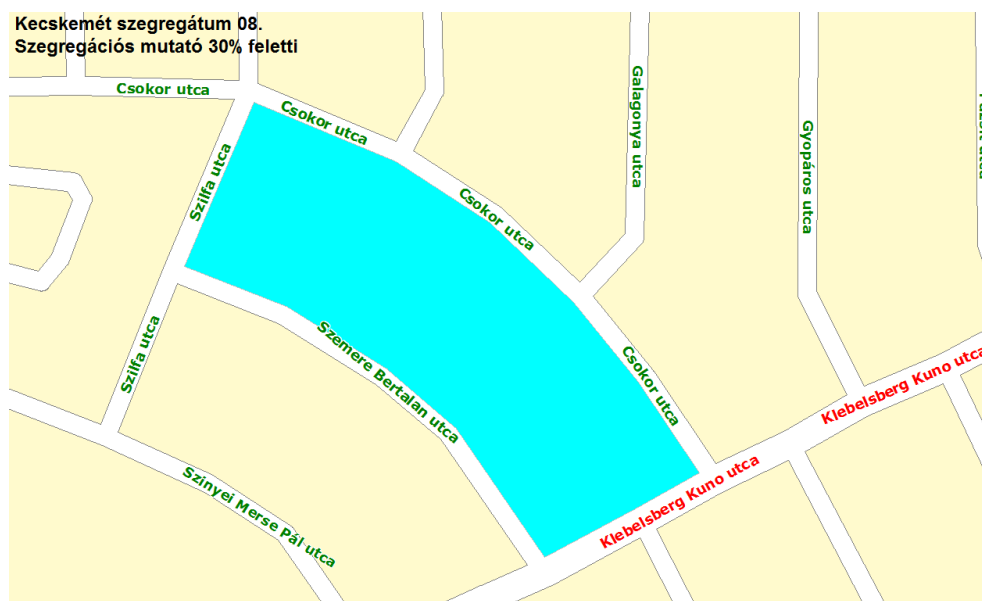 Kecskemét szegregátum 08.
Szegregációs mutató 30% feletti
Csokor utca
Csokor utca
Galagonya utca
Gyopáros utca
Szilfa utca
Csokor utca
Szilfa utca
Szemere Bertalan utca
Csokor utca
Klebelsberg Kuno utca
Klebelsberg Kuno utca
Szinyei Merse Pál utca